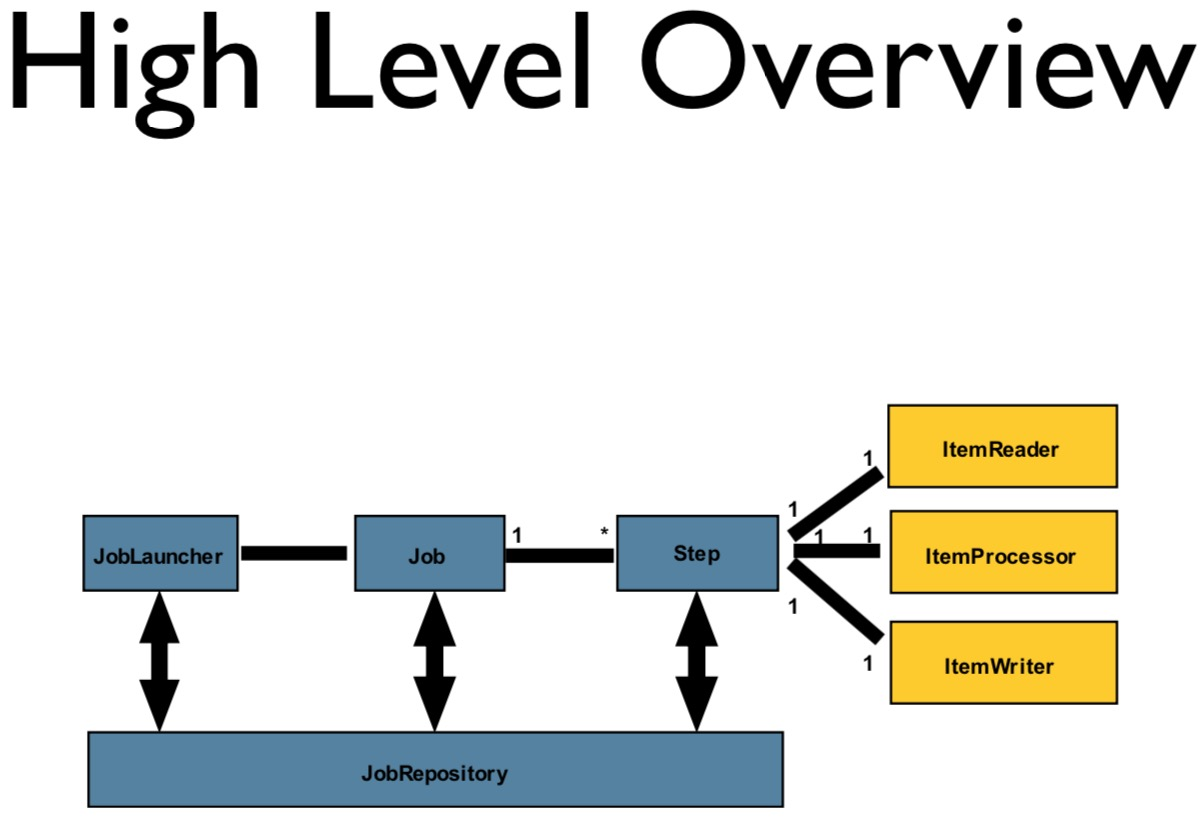 High Level Overview
ItemReader
1
1
1 *
1 1
JobLauncher
Job
Step
ItemProcessor
1
1
ItemWriter
JobRepository